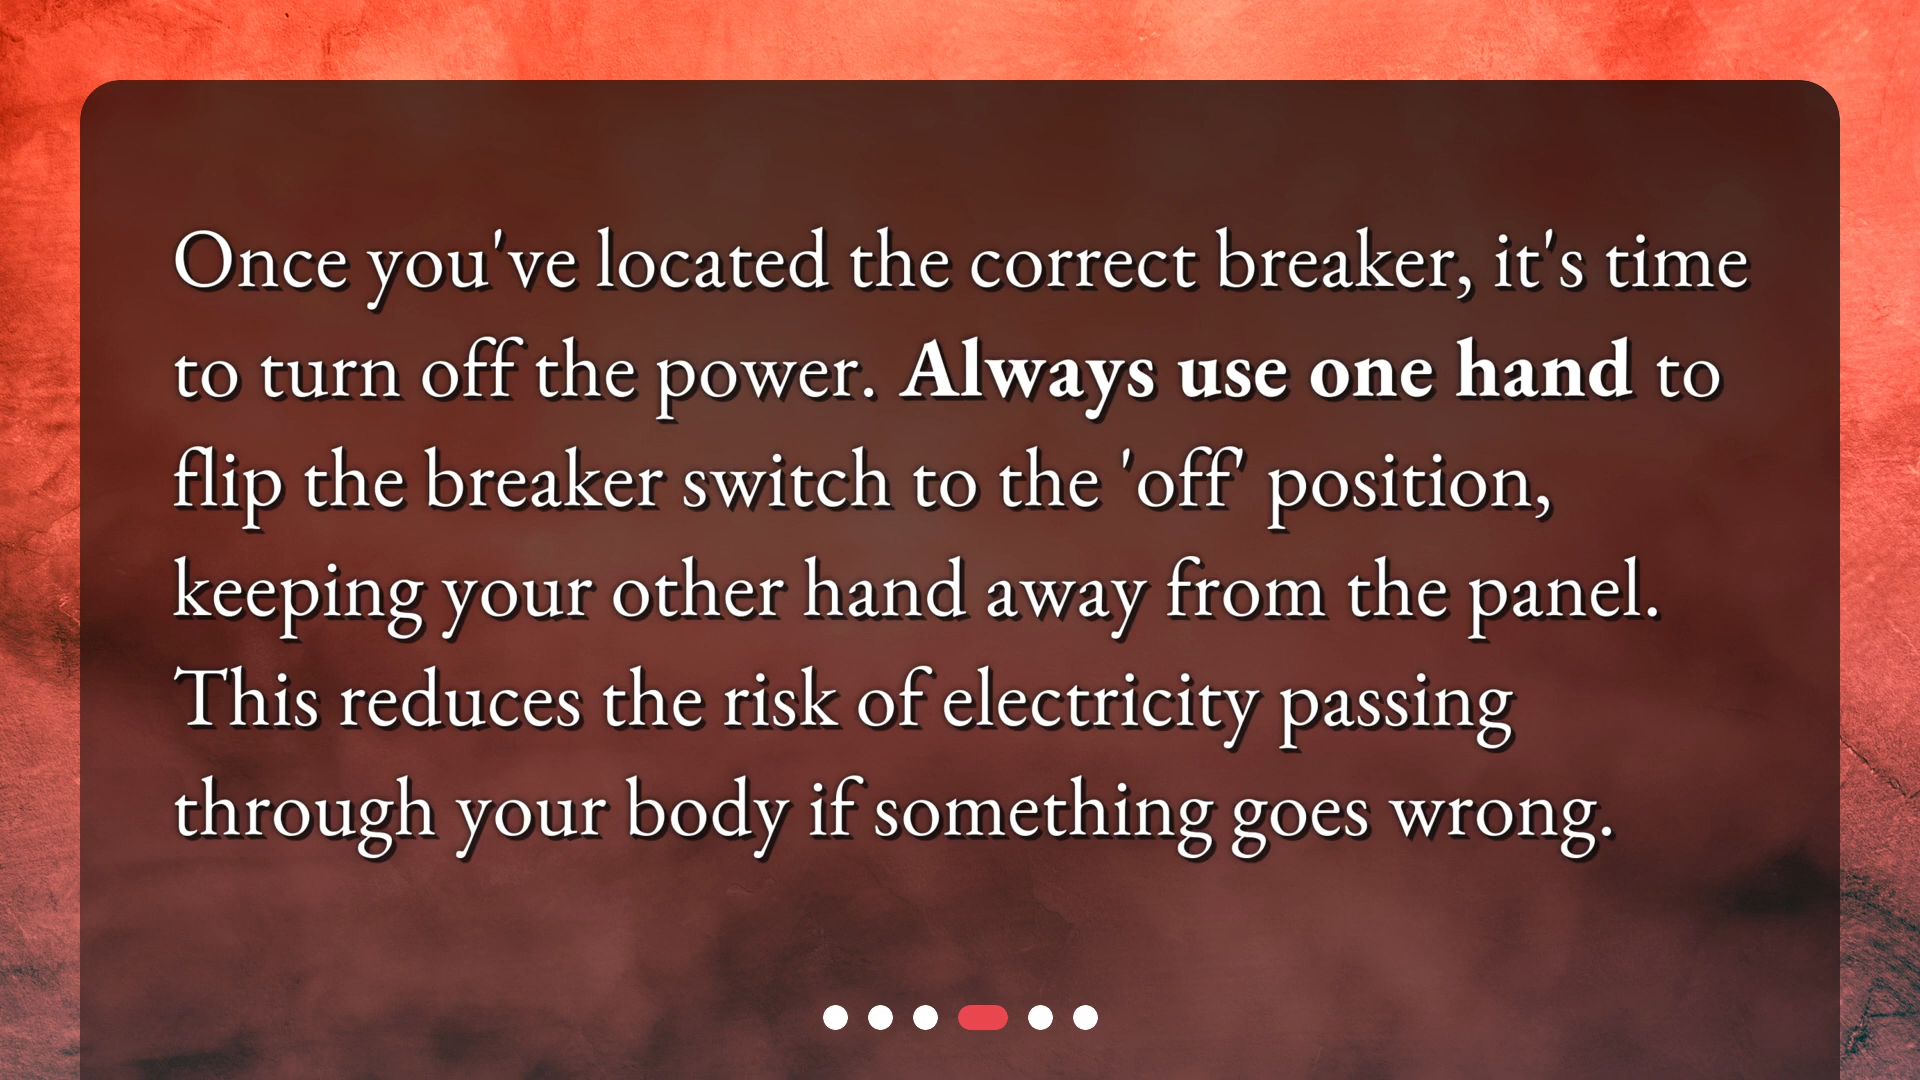 Once you've located the correct breaker, it's time
to turn off the power. Always use one hand to
flip the breaker switch to the 'off' position,
keeping your other hand away from the panel.
This reduces the risk of electricity passing
through your body if something goes wrong.